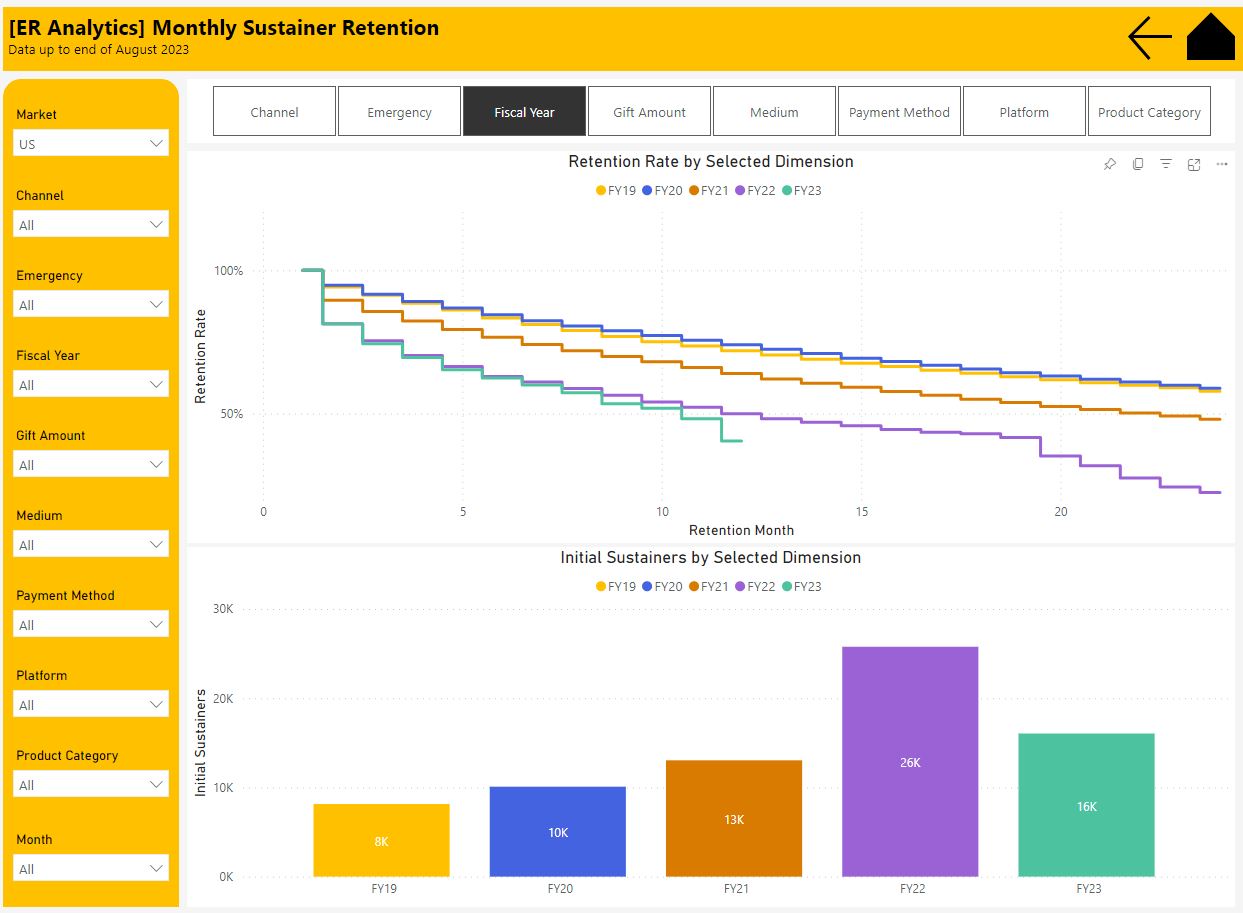 [ER Analytics] Monthly Sustainer Retention
Data up to end of August 2023
Market
US
Channel
All
Emergency
All
Fiscal Year
All
Gift Amount
All
Medium
All
Payment Method
All
Platform
All
Product Category
All
Month
All
Channel Emergency Fiscal Year Gift Amount Medium Payment Method Platform Product Category
Retention Rate by Selected Dimension
FY19 FY20 FY21 FY22 FY23
Retention Rate
100%
50%
0 5 10 15 20
Retention Month
Initial Sustainers by Selected Dimension
FY19 FY20 FY21 FY22 FY23
Initial Sustainers
30K
20K
10K
0K
8K
10K
13K
26K
16K
FY19 FY20 FY21 FY22 FY23